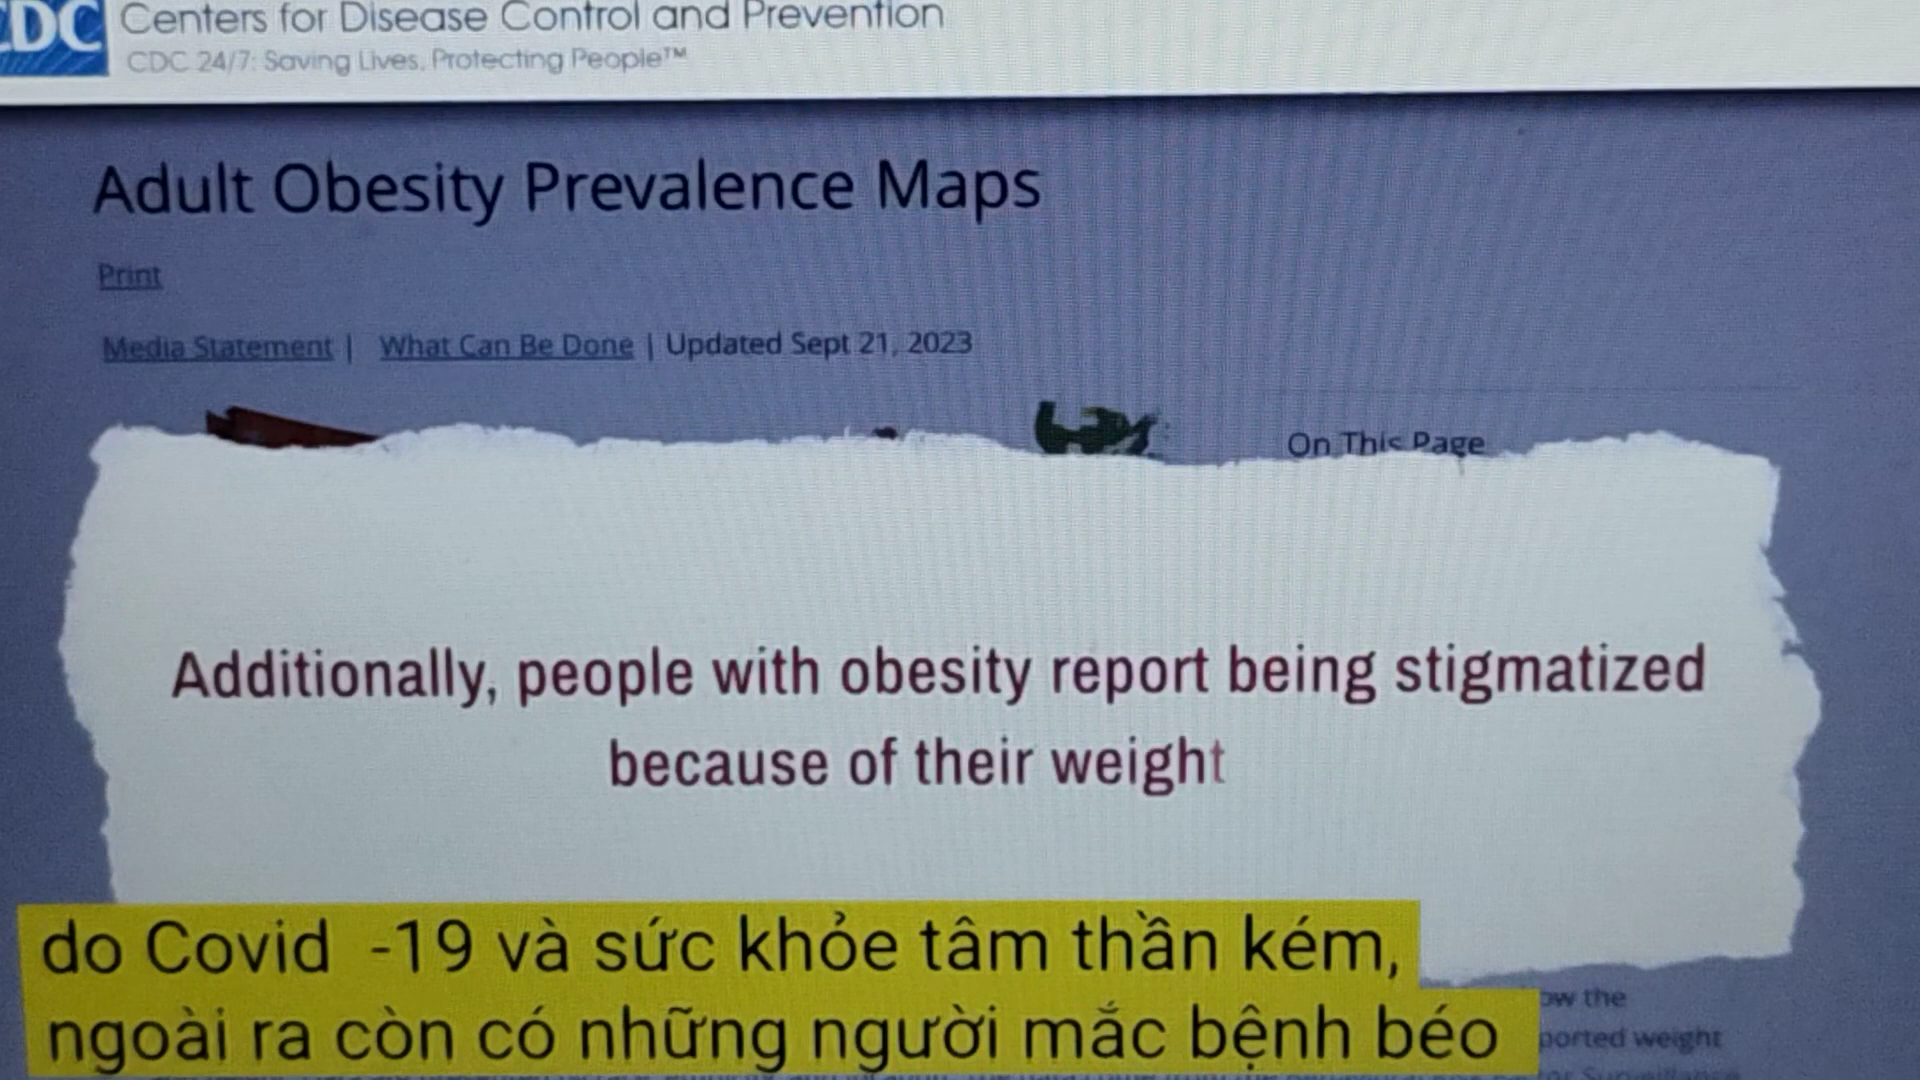 CDC Centers for Disease Control and Prevention
CDC 24/7: Saving Lives, Protecting People™
Adult Obesity Prevalence Maps
Print
Media Statement | What Can Be Done | Updated Sept 21, 2023
On This Page
Additionally, people with obesity report being stigmatized
because of their weight
do Covid -19 và sức khỏe tâm thần kém,
ngoài ra còn có những người mắc bệnh béo
the
weight